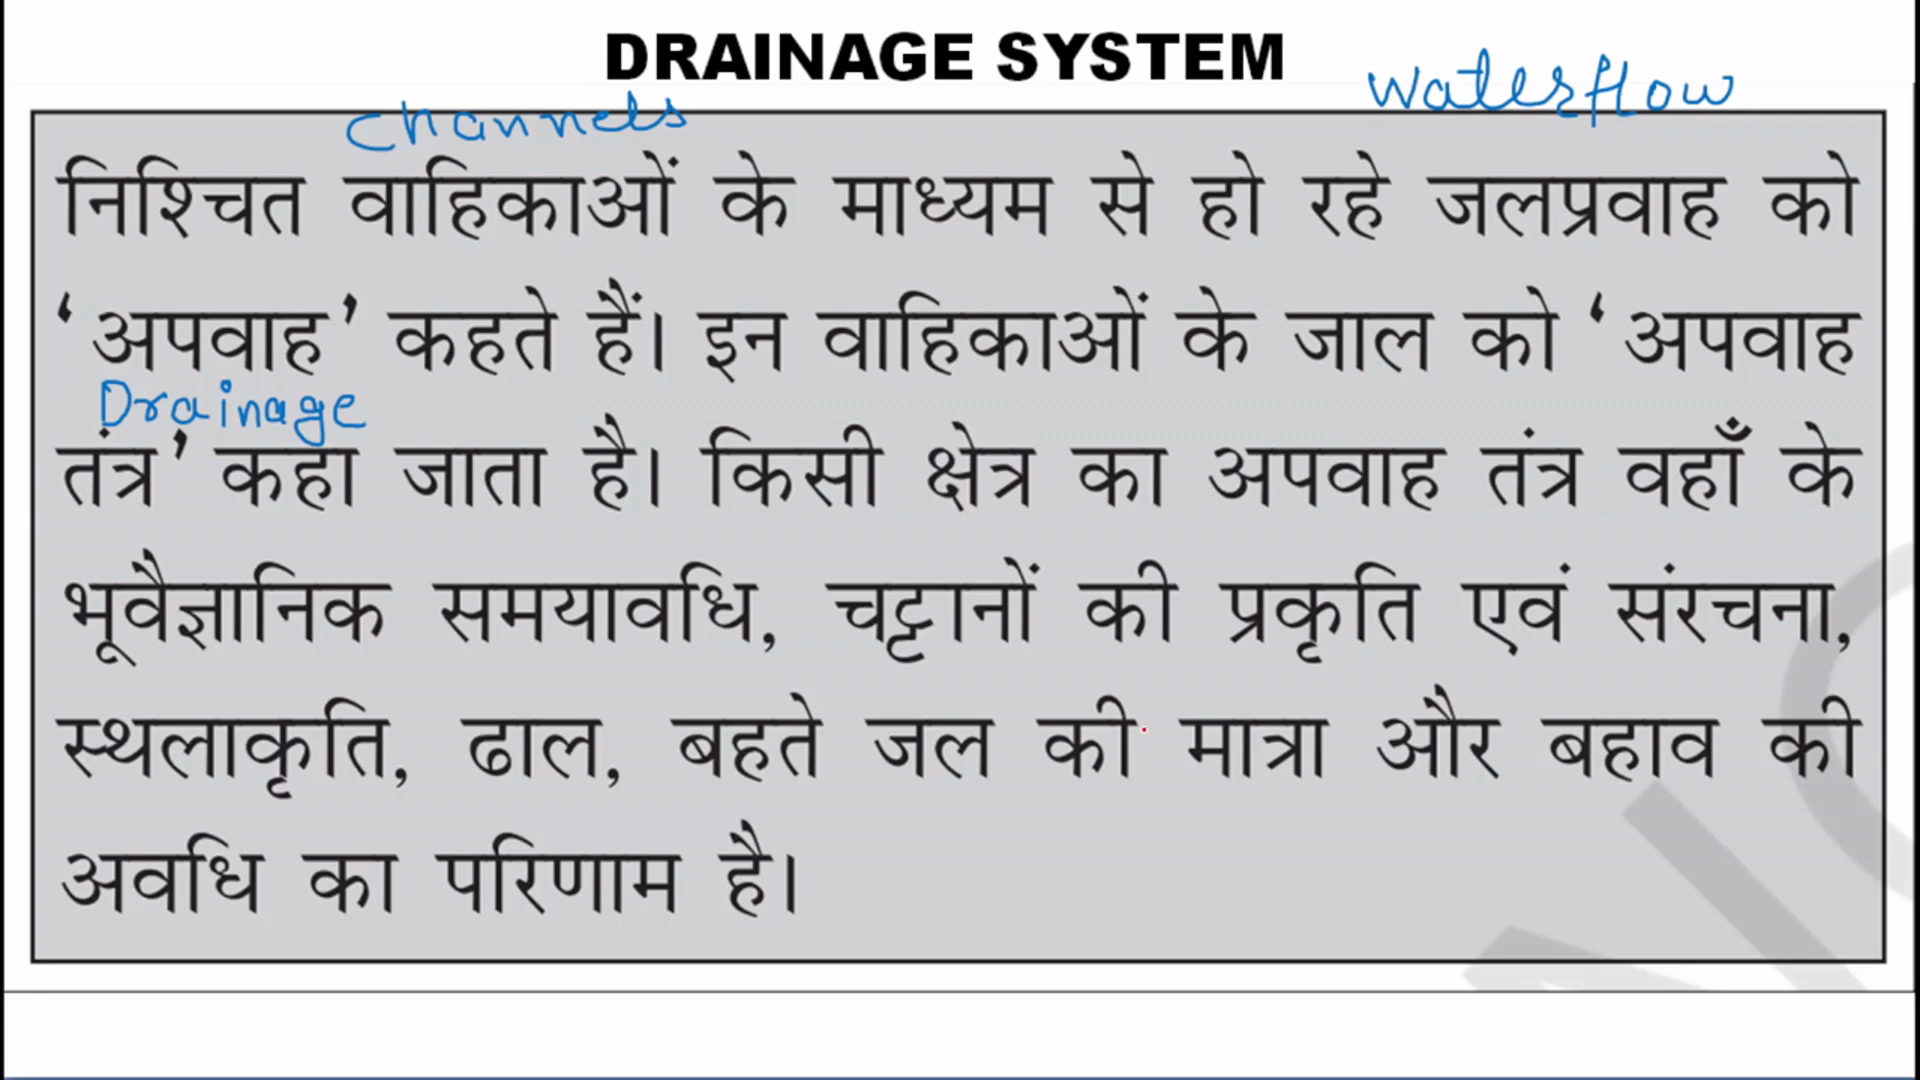 DRAINAGE SYSTEM
waterflow
channels
निश्चित वाहिकाओं के माध्यम से हो रहे जलप्रवाह को
‘अपवाह’ कहते हैं। इन वाहिकाओं के जाल को ‘अपवाह
Drainage
तंत्र’ कहा जाता है। किसी क्षेत्र का अपवाह तंत्र वहाँ के
भूवैज्ञानिक समयावधि, चट्टानों की प्रकृति एवं संरचना,
स्थलाकृति, ढाल, बहते जल की मात्रा और बहाव की
अवधि का परिणाम है।